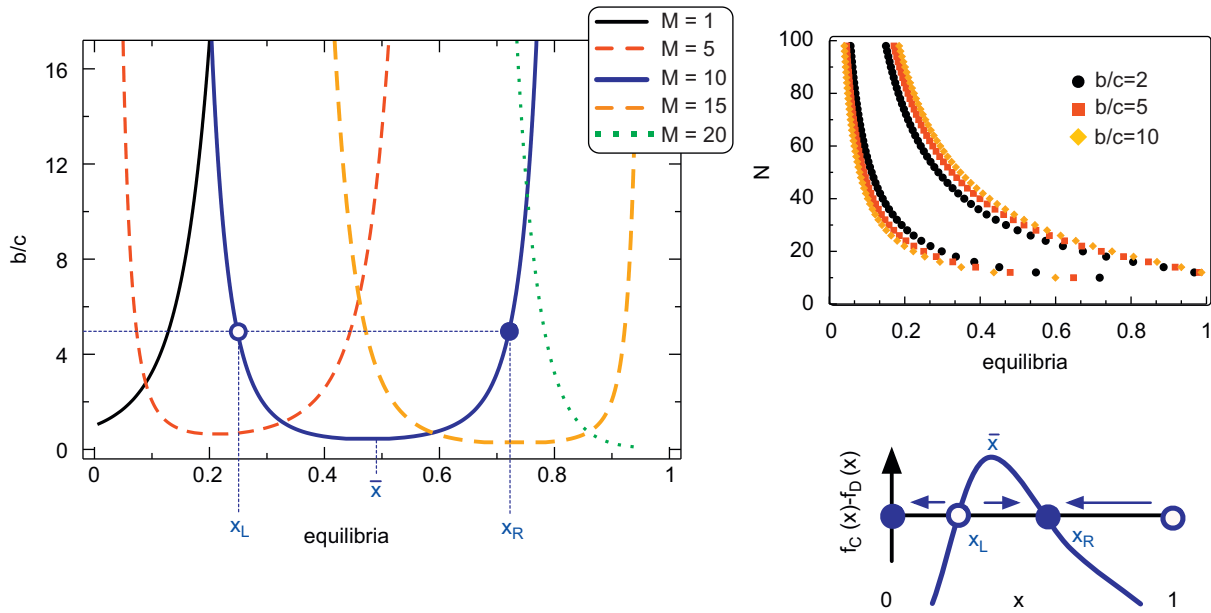 M = 1
M = 5
M = 10
M = 15
M = 20
16
12
8
4
0
b/c
0 0.2 0.4 0.6 0.8 1
x̄
equilibria
x_L
x_R
100
80
60
40
20
0
N
b/c=2
b/c=5
b/c=10
0.2 0.4 0.6 0.8 1
equilibria
x̄
f_C (x)-f_D (x)
x_L
x_R
0 x 1